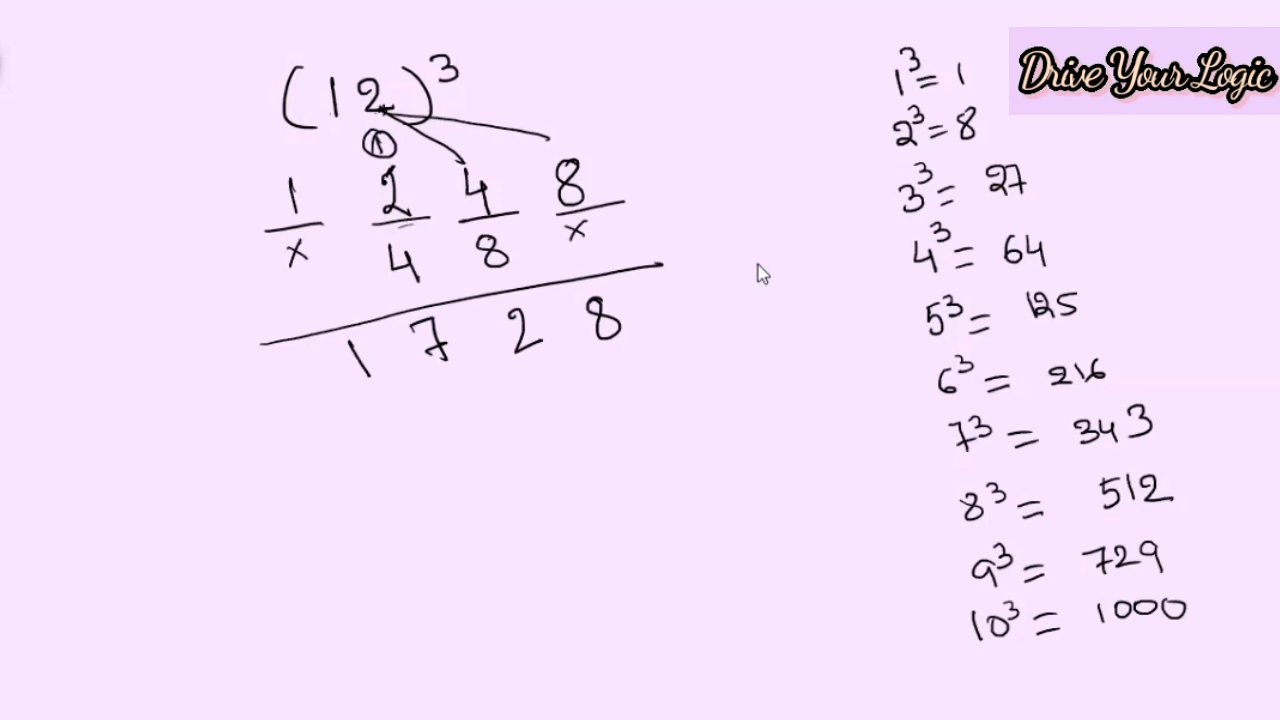 (12)³
①
1 2 4 8
x 4 8 x
1 7 2 8
1³ = 1
2³ = 8
3³ = 27
4³ = 64
5³ = 125
6³ = 216
7³ = 343
8³ = 512
9³ = 729
10³ = 1000
Drive Your Logic